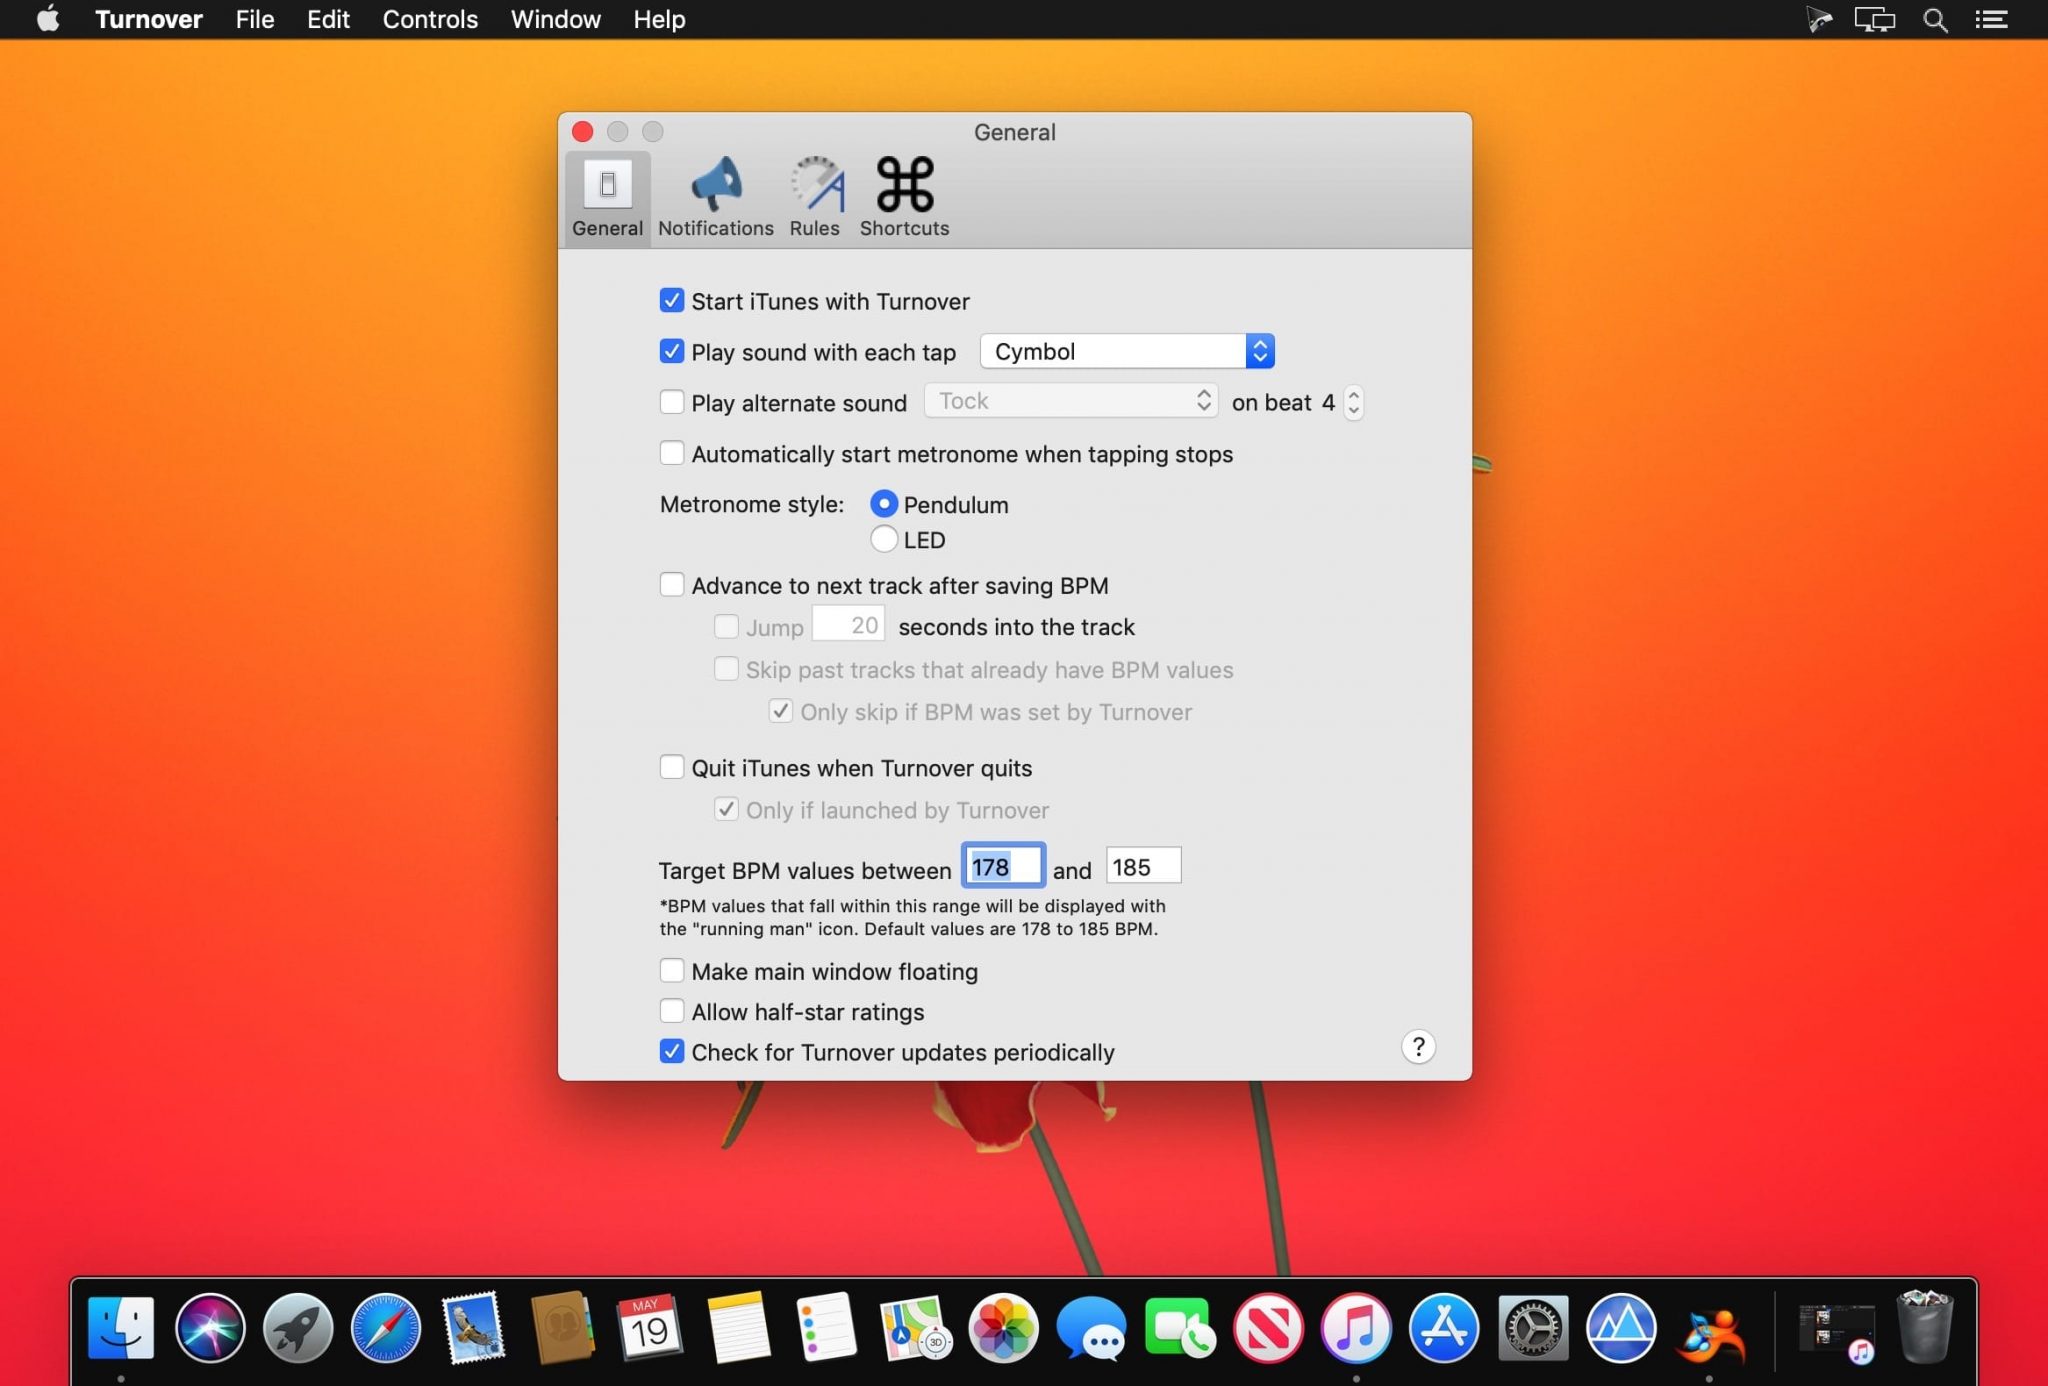 Turnover File Edit Controls Window Help
General
General Notifications Rules Shortcuts
Start iTunes with Turnover
Play sound with each tap Cymbol
Play alternate sound Tock on beat 4
Automatically start metronome when tapping stops
Metronome style: Pendulum
LED
Advance to next track after saving BPM
Jump 20 seconds into the track
Skip past tracks that already have BPM values
Only skip if BPM was set by Turnover
Quit iTunes when Turnover quits
Only if launched by Turnover
Target BPM values between 178 and 185
*BPM values that fall within this range will be displayed with
the "running man" icon. Default values are 178 to 185 BPM.
Make main window floating
Allow half-star ratings
Check for Turnover updates periodically ?
MAY
19
3D